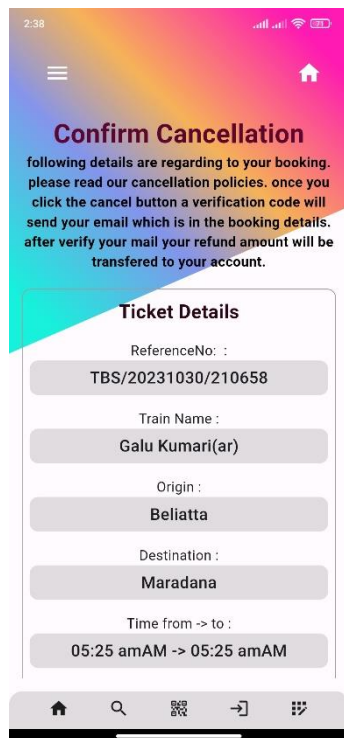 2:38
Confirm Cancellation
following details are regarding to your booking.
please read our cancellation policies. once you
click the cancel button a verification code will
send your email which is in the booking details.
after verify your mail your refund amount will be
transfered to your account.
Ticket Details
ReferenceNo: :
TBS/20231030/210658
Train Name :
Galu Kumari(ar)
Origin :
Beliatta
Destination :
Maradana
Time from -> to :
05:25 amAM -> 05:25 amAM